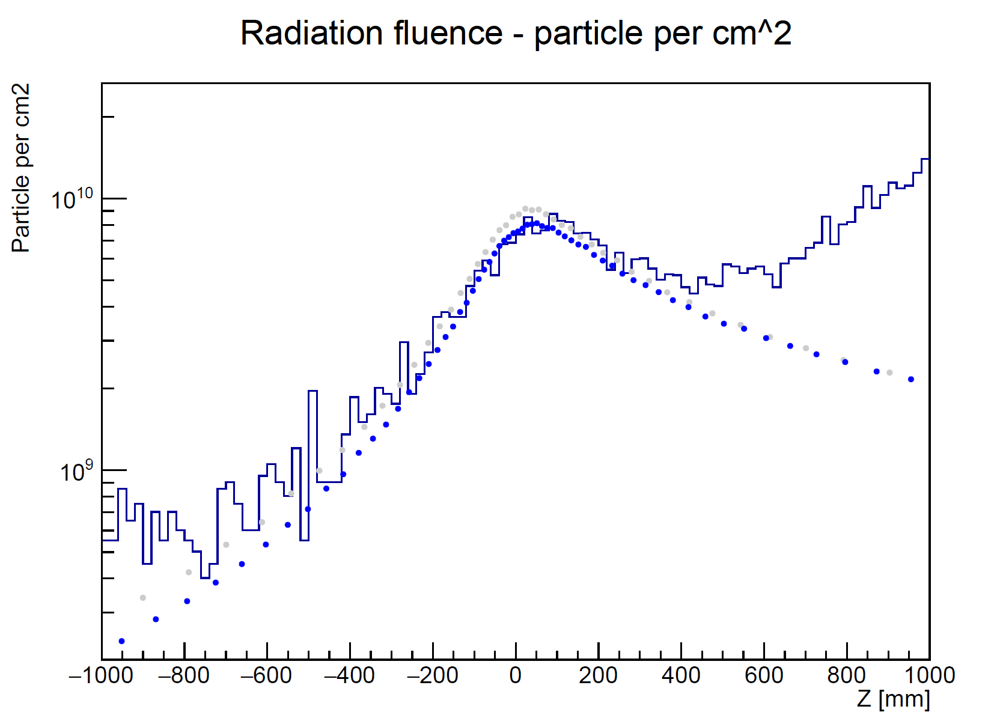 Radiation fluence - particle per cm^2
Particle per cm2
10^10
10^9
−1000 −800 −600 −400 −200 0 200 400 600 800 1000
Z [mm]